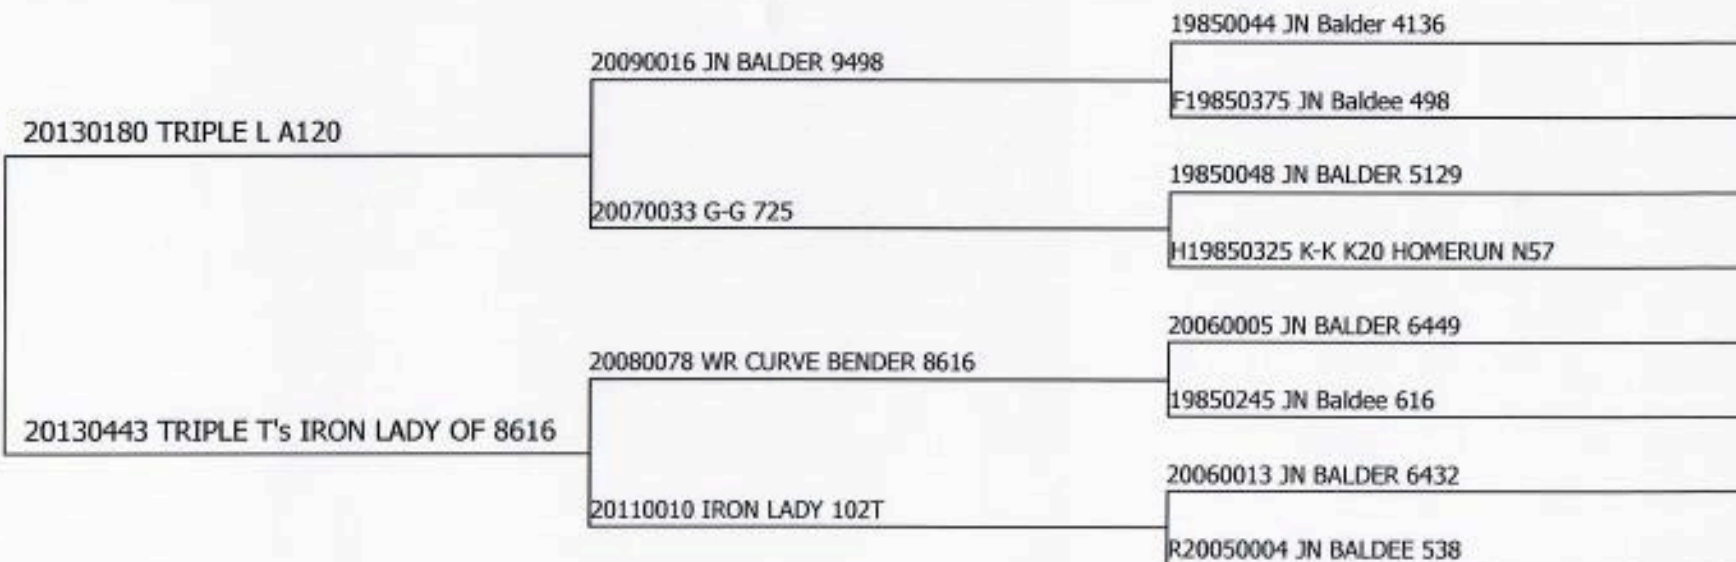 19850044 JN Balder 4136
20090016 JN BALDER 9498
F19850375 JN Baldee 498
20130180 TRIPLE L A120
19850048 JN BALDER 5129
20070033 G-G 725
H19850325 K-K K20 HOMERUN N57
20060005 JN BALDER 6449
20080078 WR CURVE BENDER 8616
19850245 JN Baldee 616
20130443 TRIPLE T's IRON LADY OF 8616
20060013 JN BALDER 6432
20110010 IRON LADY 102T
R20050004 JN BALDEE 538